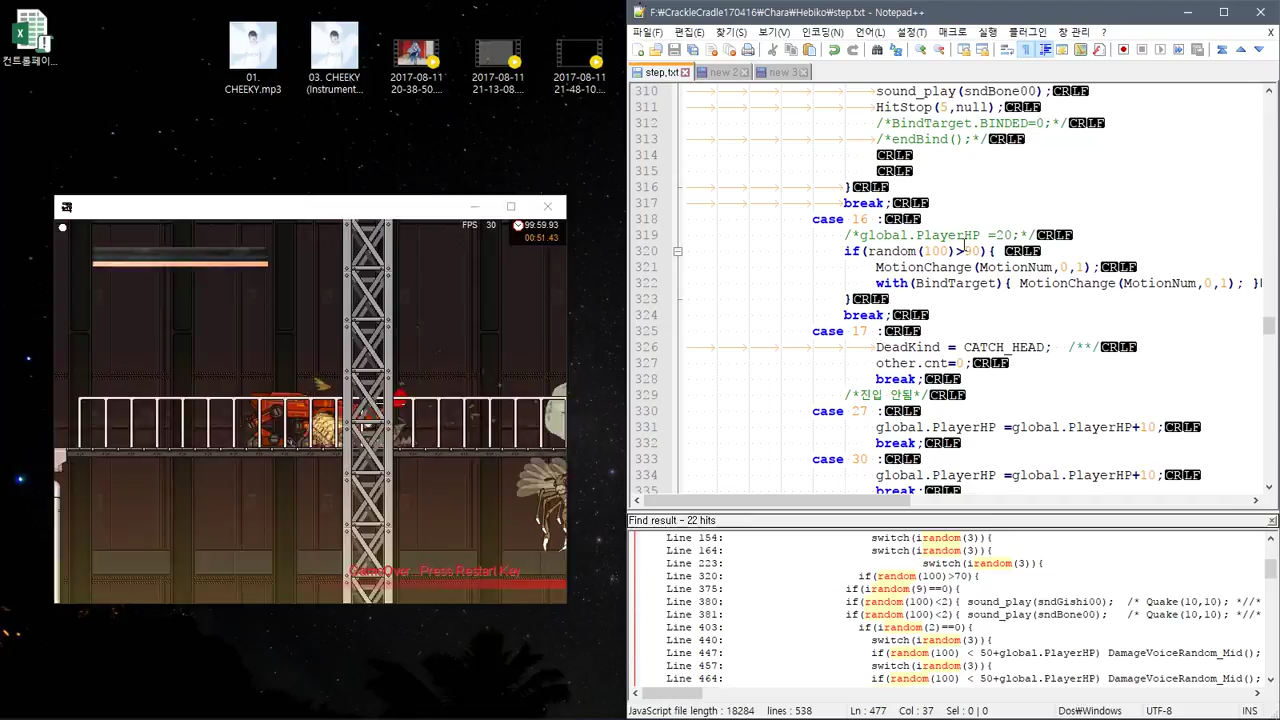 컨트롬페이...
01.
CHEEKY.mp3
03. CHEEKY
(Instrument...
2017-08-11
20-38-50....
2017-08-11
21-13-08....
2017-08-11
21-48-10....
FPS 30
99:59.93
00:51.43
GameOver...Press Restart Key
F:₩CrackleCradle170416₩Chara₩Hebiko₩step.txt - Notepad++
파일(F) 편집(E) 찾기(S) 보기(V) 인코딩(N) 언어(L) 설정(T) 매크로 실행 플러그인 창 관리 ?
step.txt new 2 new 3
310 sound_play(sndBone00);CRLF
311 HitStop(5,null);CRLF
312 /*BindTarget.BINDED=0;*/CRLF
313 /*endBind();*/CRLF
314 CRLF
315 CRLF
316 }CRLF
317 break;CRLF
318 case 16 :CRLF
319 /*global.PlayerHP =20;*/CRLF
320 if(random(100)>90){ CRLF
321 MotionChange(MotionNum,0,1);CRLF
322 with(BindTarget){ MotionChange(MotionNum,0,1); }
323 }CRLF
324 break;CRLF
325 case 17 :CRLF
326 DeadKind = CATCH_HEAD; /**/CRLF
327 other.cnt=0;CRLF
328 break;CRLF
329 /*진입 안됨*/CRLF
330 case 27 :CRLF
331 global.PlayerHP =global.PlayerHP+10;CRLF
332 break;CRLF
333 case 30 :CRLF
334 global.PlayerHP =global.PlayerHP+10;CRLF
335 break;CRLF
Find result - 22 hits
Line 154: switch(irandom(3)){
Line 164: switch(irandom(3)){
Line 223: switch(irandom(3)){
Line 320: if(random(100)>70){
Line 375: if(irandom(9)==0){
Line 380: if(random(100)<2){ sound_play(sndGishi00); /* Quake(10,10); *//*
Line 381: if(random(100)<2){ sound_play(sndBone00); /* Quake(10,10); *//*
Line 403: if(irandom(2)==0){
Line 440: switch(irandom(3)){
Line 447: if(random(100) < 50+global.PlayerHP) DamageVoiceRandom_Mid();
Line 457: switch(irandom(3)){
Line 464: if(random(100) < 50+global.PlayerHP) DamageVoiceRandom_Mid();
JavaScript file length : 18284 lines : 538 Ln : 477 Col : 37 Sel : 0 | 0 Dos₩Windows UTF-8 INS